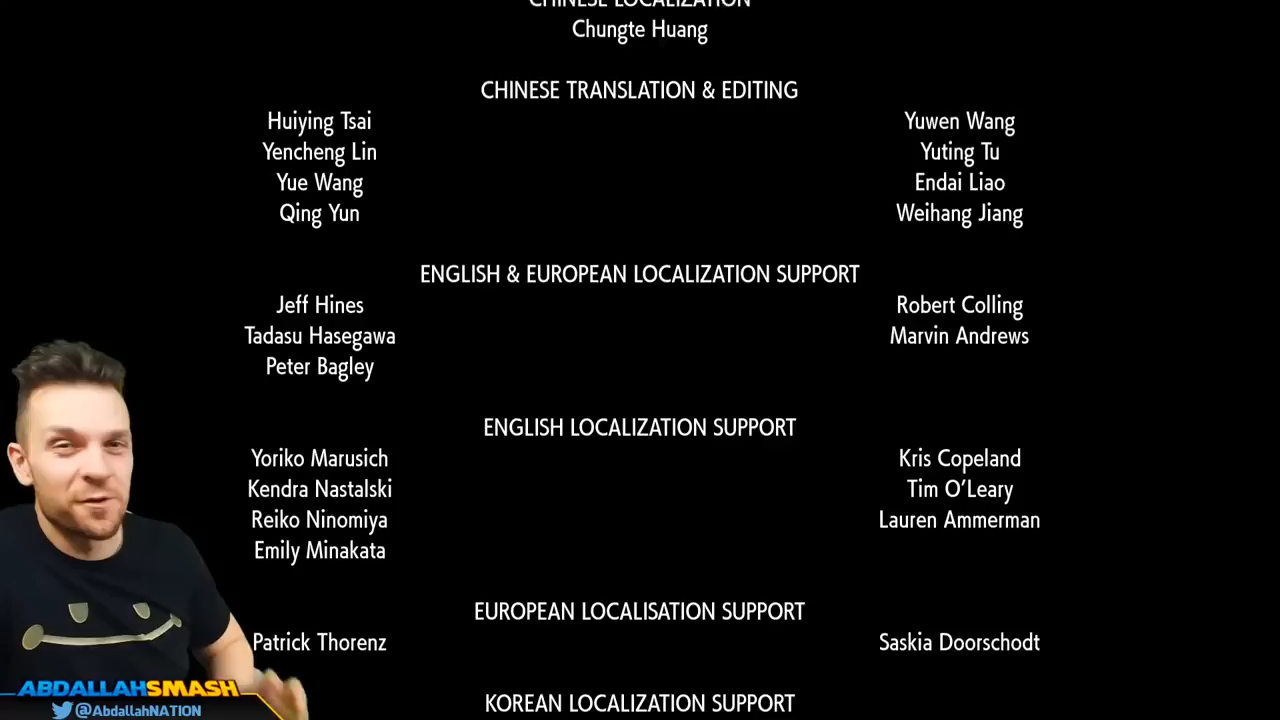 CHINESE LOCALIZATION
Chungte Huang
CHINESE TRANSLATION & EDITING
Huiying Tsai Yuwen Wang
Yencheng Lin Yuting Tu
Yue Wang Endai Liao
Qing Yun Weihang Jiang
ENGLISH & EUROPEAN LOCALIZATION SUPPORT
Jeff Hines Robert Colling
Tadasu Hasegawa Marvin Andrews
Peter Bagley
ENGLISH LOCALIZATION SUPPORT
Yoriko Marusich Kris Copeland
Kendra Nastalski Tim O’Leary
Reiko Ninomiya Lauren Ammerman
Emily Minakata
EUROPEAN LOCALISATION SUPPORT
Patrick Thorenz Saskia Doorschodt
KOREAN LOCALIZATION SUPPORT
ABDALLAHSMASH
@AbdallahNATION